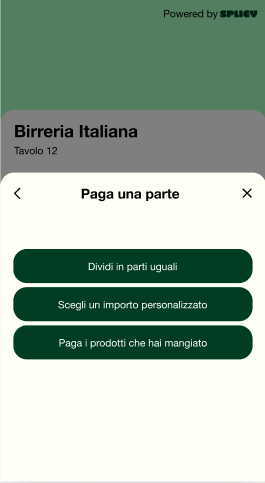 Powered by SPLICY
Birreria Italiana
Tavolo 12
Paga una parte
Dividi in parti uguali
Scegli un importo personalizzato
Paga i prodotti che hai mangiato